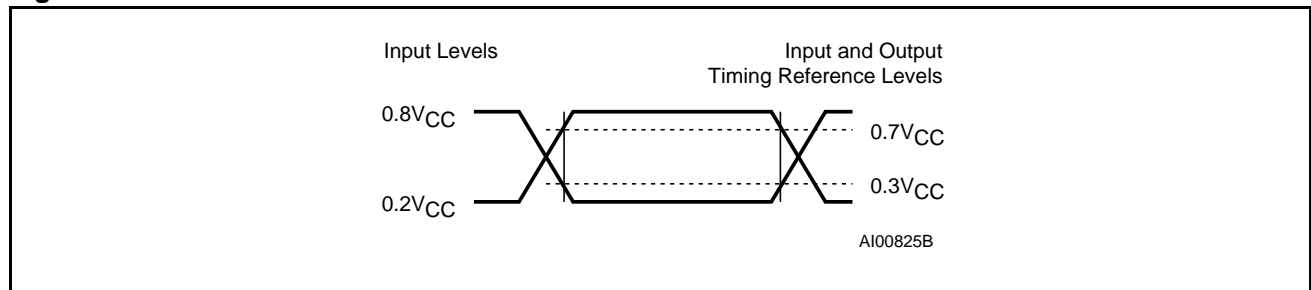 Input Levels
Input and Output
Timing Reference Levels
0.8VCC
0.7VCC
0.3VCC
0.2VCC
AI00825B